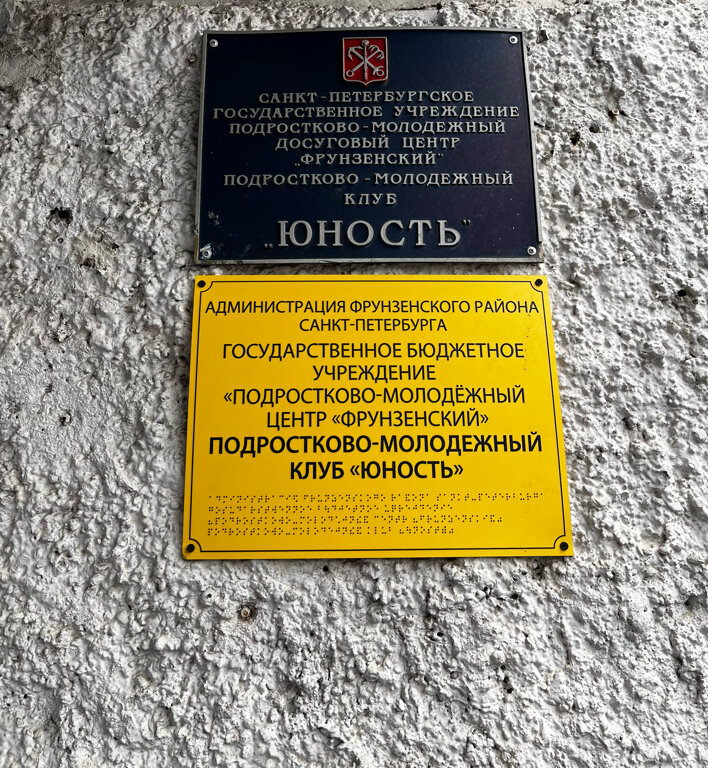 САНКТ-ПЕТЕРБУРГСКОЕ
ГОСУДАРСТВЕННОЕ УЧРЕЖДЕНИЕ
ПОДРОСТКОВО-МОЛОДЕЖНЫЙ
ДОСУГОВЫЙ ЦЕНТР
„ФРУНЗЕНСКИЙ"
ПОДРОСТКОВО-МОЛОДЕЖНЫЙ
КЛУБ
„ЮНОСТЬ"
АДМИНИСТРАЦИЯ ФРУНЗЕНСКОГО РАЙОНА
САНКТ-ПЕТЕРБУРГА
ГОСУДАРСТВЕННОЕ БЮДЖЕТНОЕ
УЧРЕЖДЕНИЕ
«ПОДРОСТКОВО-МОЛОДЁЖНЫЙ
ЦЕНТР «ФРУНЗЕНСКИЙ»
ПОДРОСТКОВО-МОЛОДЕЖНЫЙ
КЛУБ «ЮНОСТЬ»